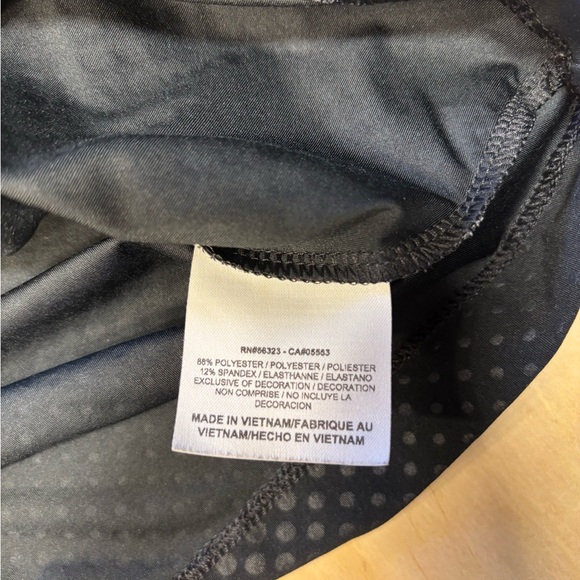 RN#56323 - CA#05553
88% POLYESTER / POLYESTER / POLIESTER
12% SPANDEX / ELASTHANNE / ELASTANO
EXCLUSIVE OF DECORATION / DECORATION
NON COMPRISE / NO INCLUYE LA
DECORACION
MADE IN VIETNAM/FABRIQUE AU
VIETNAM/HECHO EN VIETNAM